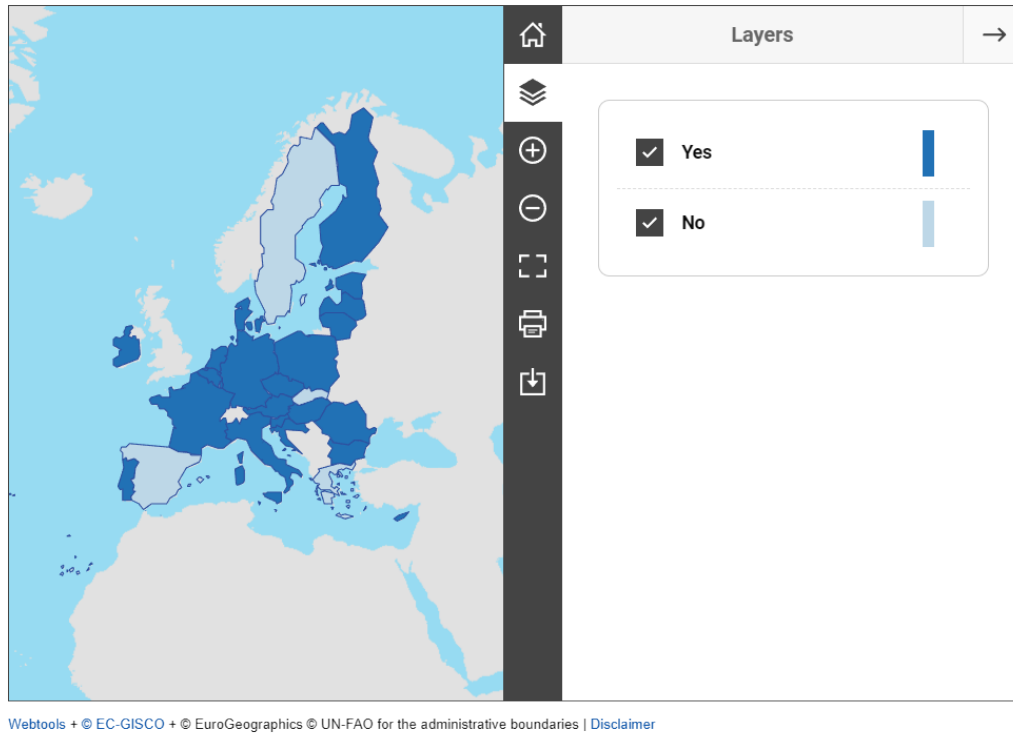 Layers
Yes
No
Webtools + © EC-GISCO + © EuroGeographics © UN-FAO for the administrative boundaries | Disclaimer